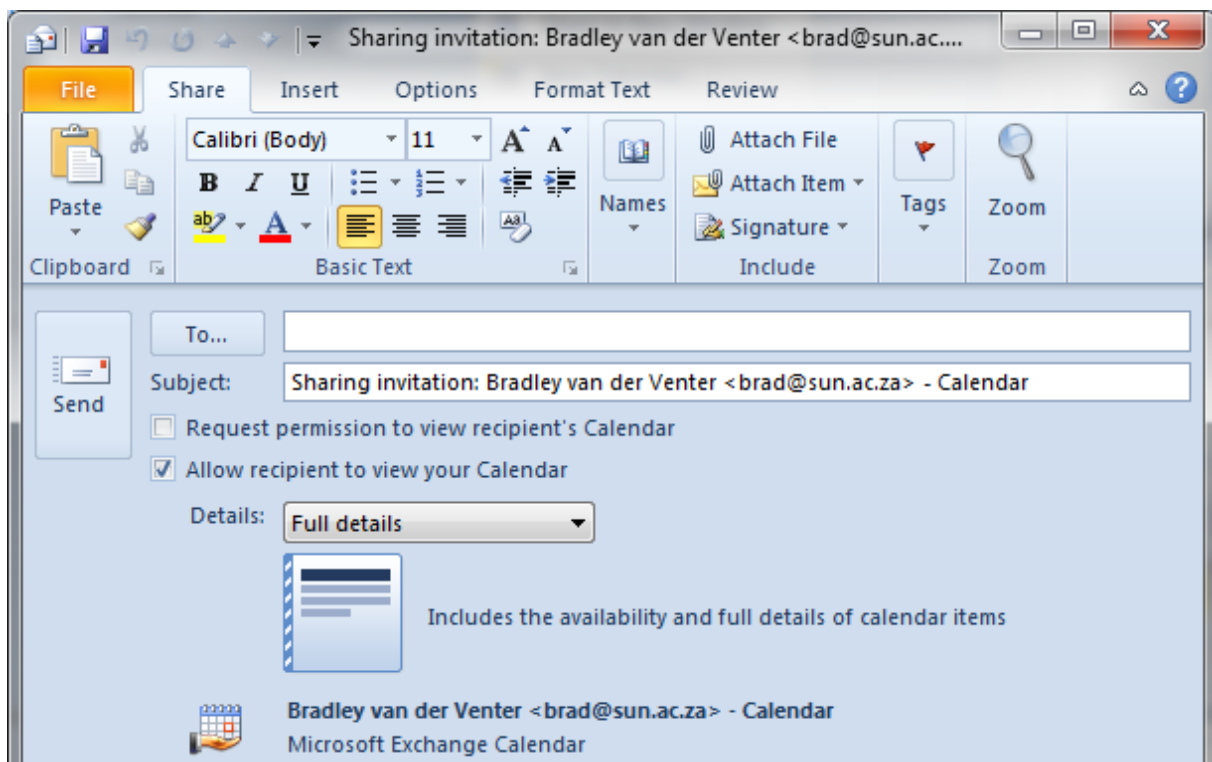 Sharing invitation: Bradley van der Venter <brad@sun.ac....
File Share Insert Options Format Text Review
Calibri (Body) 11 A A
Attach File
B I U
Attach Item
Paste
Names
Tags
Zoom
ab A Aa
Signature
Clipboard Basic Text Include Zoom
To...
Subject: Sharing invitation: Bradley van der Venter <brad@sun.ac.za> - Calendar
Send
Request permission to view recipient's Calendar
Allow recipient to view your Calendar
Details: Full details
Includes the availability and full details of calendar items
Bradley van der Venter <brad@sun.ac.za> - Calendar
Microsoft Exchange Calendar